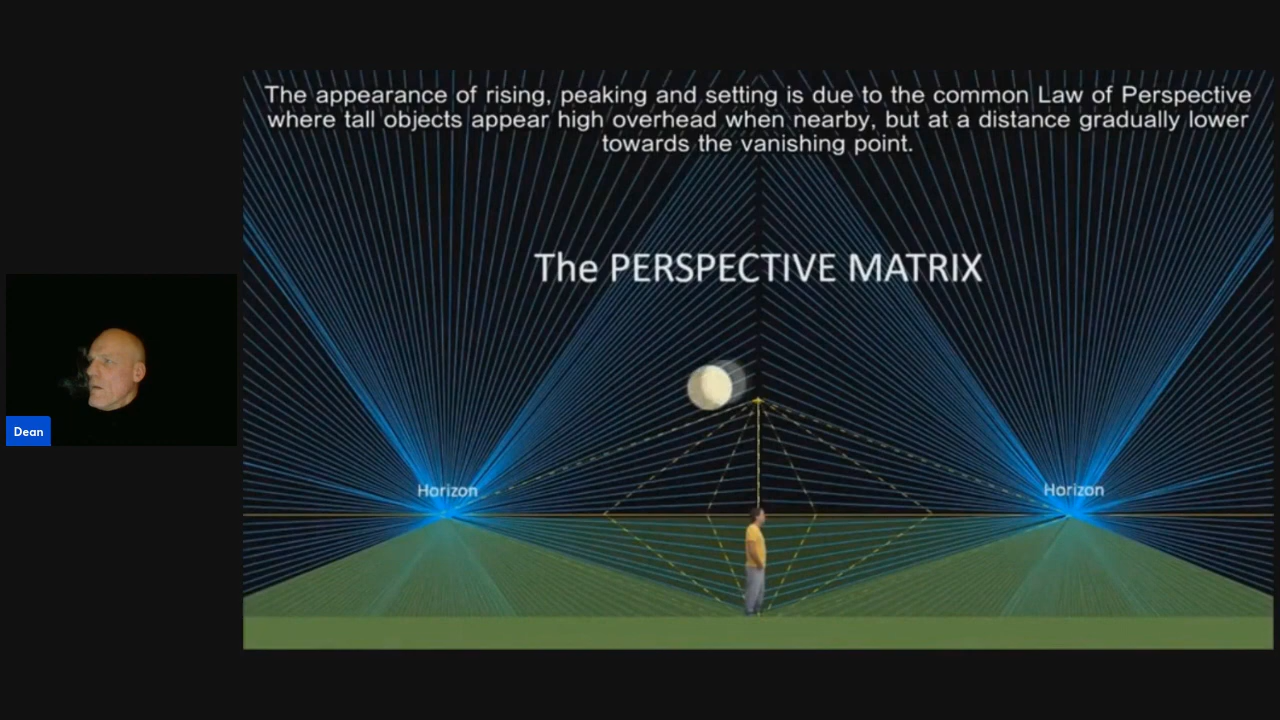 The appearance of rising, peaking and setting is due to the common Law of Perspective
where tall objects appear high overhead when nearby, but at a distance gradually lower
towards the vanishing point.
The PERSPECTIVE MATRIX
Horizon
Horizon
Dean